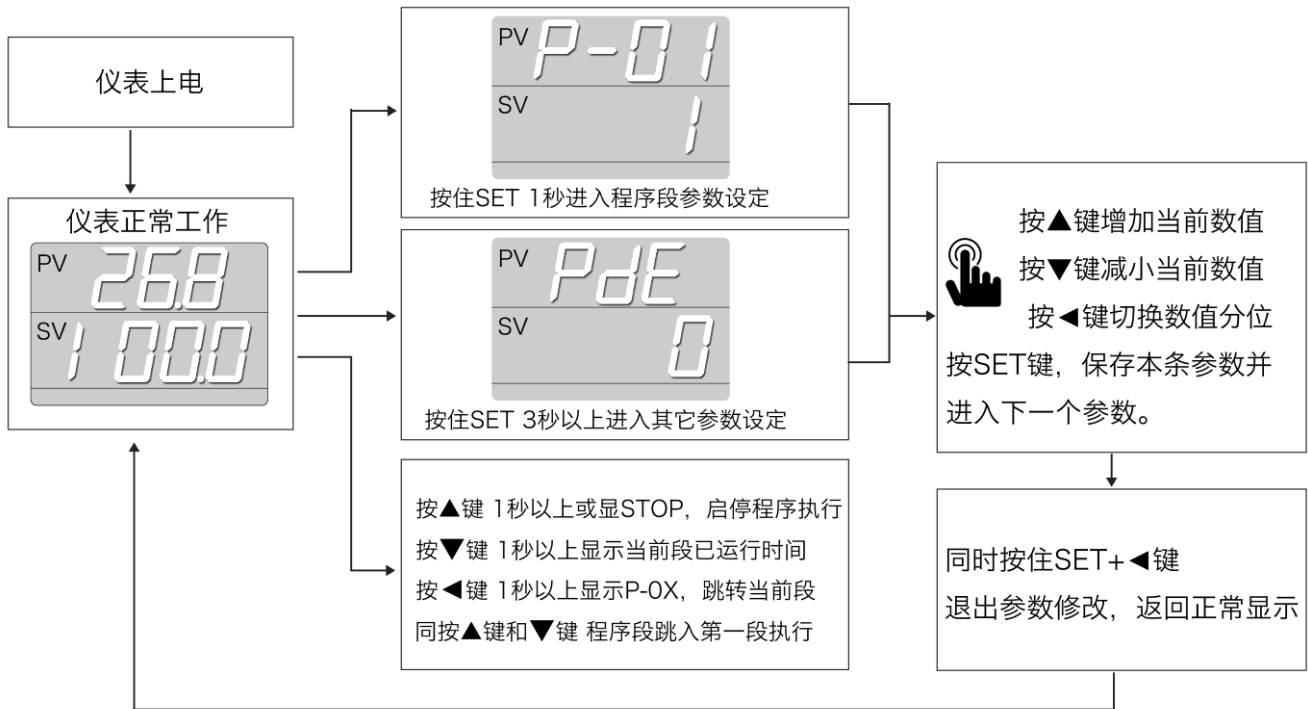 仪表上电
仪表正常工作
PV 26.8
SV 1 00.0
PV P-01
SV 1
按住SET 1秒进入程序段参数设定
PV PdE
SV 0
按住SET 3秒以上进入其它参数设定
按▲键 1秒以上或显STOP，启停程序执行
按▼键 1秒以上显示当前段已运行时间
按◀键 1秒以上显示P-0X，跳转当前段
同按▲键和▼键 程序段跳入第一段执行
按▲键增加当前数值
按▼键减小当前数值
按◀键切换数值分位
按SET键，保存本条参数并
进入下一个参数。
同时按住SET+◀键
退出参数修改，返回正常显示